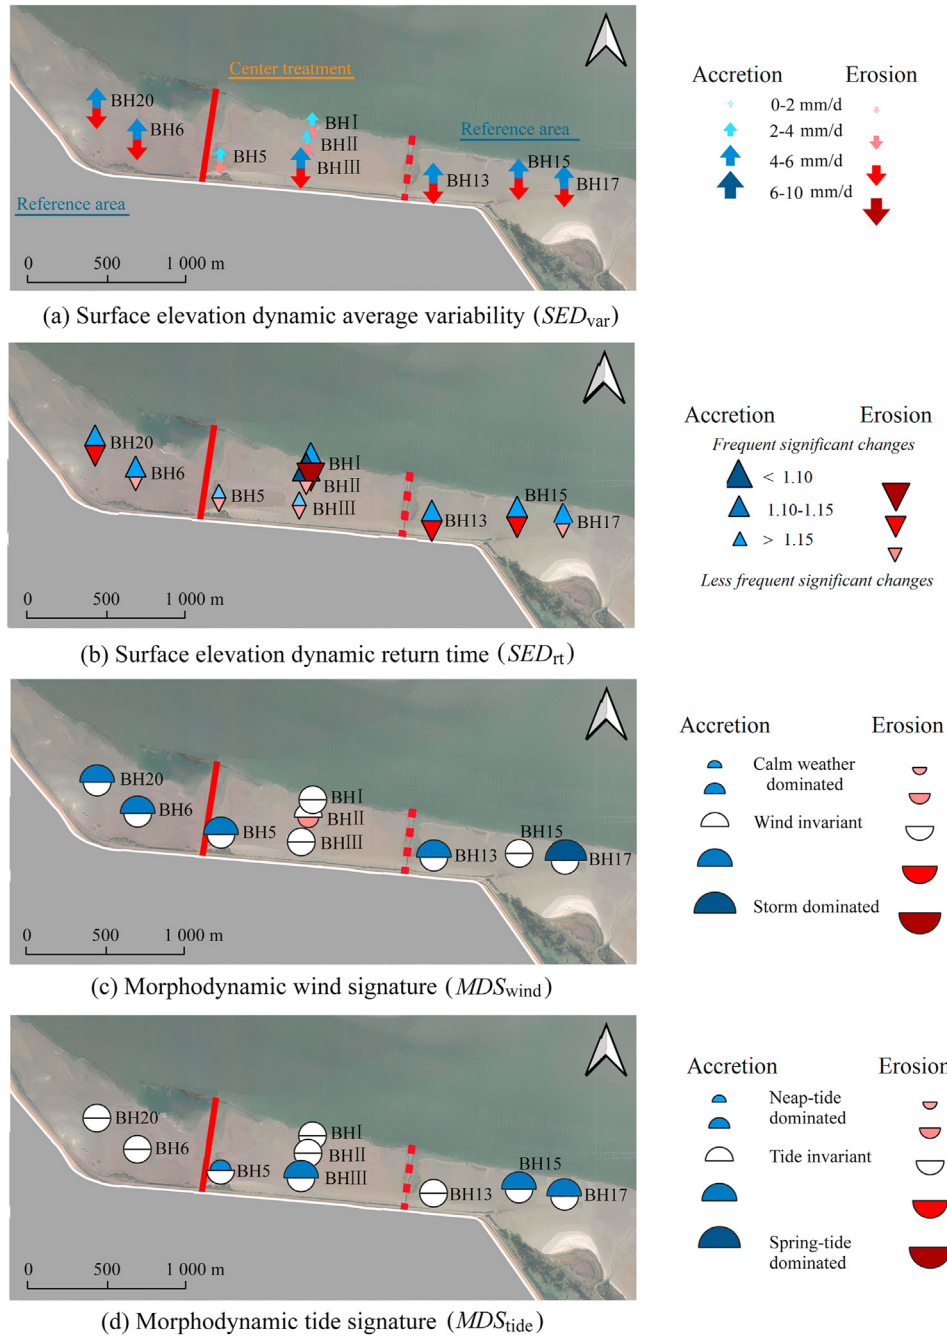 Center treatment
BH20
BH6
BH5
BHⅠ
BHⅡ
BHⅢ
Reference area
BH13
BH15
BH17
Reference area
0 500 1 000 m
Accretion Erosion
0-2 mm/d
2-4 mm/d
4-6 mm/d
6-10 mm/d
(a) Surface elevation dynamic average variability (SEDvar)
BH20
BH6
BH5
BHⅠ
BHⅡ
BHⅢ
BH13
BH15
BH17
0 500 1 000 m
Accretion Erosion
Frequent significant changes
< 1.10
1.10-1.15
> 1.15
Less frequent significant changes
(b) Surface elevation dynamic return time (SEDrt)
BH20
BH6
BH5
BHⅠ
BHⅡ
BHⅢ
BH13
BH15
BH17
0 500 1 000 m
Accretion Erosion
Calm weather
dominated
Wind invariant
Storm dominated
(c) Morphodynamic wind signature (MDSwind)
BH20
BH6
BH5
BHⅠ
BHⅡ
BHⅢ
BH13
BH15
BH17
0 500 1 000 m
Accretion Erosion
Neap-tide
dominated
Tide invariant
Spring-tide
dominated
(d) Morphodynamic tide signature (MDStide)